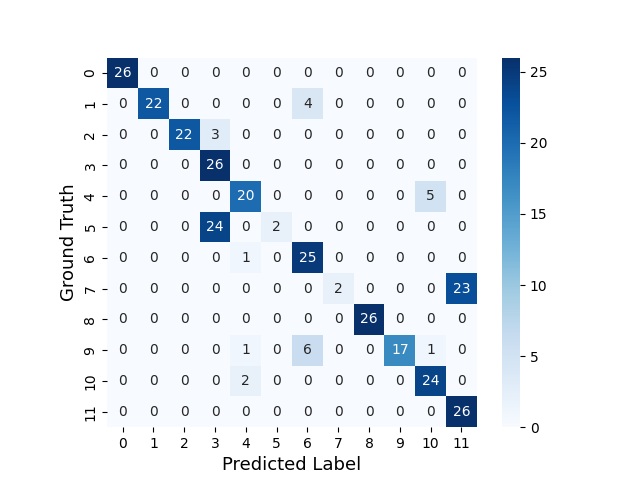 0 26 0 0 0 0 0 0 0 0 0 0 0
1 0 22 0 0 0 0 4 0 0 0 0 0
2 0 0 22 3 0 0 0 0 0 0 0 0
3 0 0 0 26 0 0 0 0 0 0 0 0
4 0 0 0 0 20 0 0 0 0 0 5 0
5 0 0 0 24 0 2 0 0 0 0 0 0
6 0 0 0 0 1 0 25 0 0 0 0 0
7 0 0 0 0 0 0 0 2 0 0 0 23
8 0 0 0 0 0 0 0 0 26 0 0 0
9 0 0 0 0 1 0 6 0 0 17 1 0
10 0 0 0 0 2 0 0 0 0 0 24 0
11 0 0 0 0 0 0 0 0 0 0 0 26
0 1 2 3 4 5 6 7 8 9 10 11
Predicted Label
Ground Truth
25
20
15
10
5
0